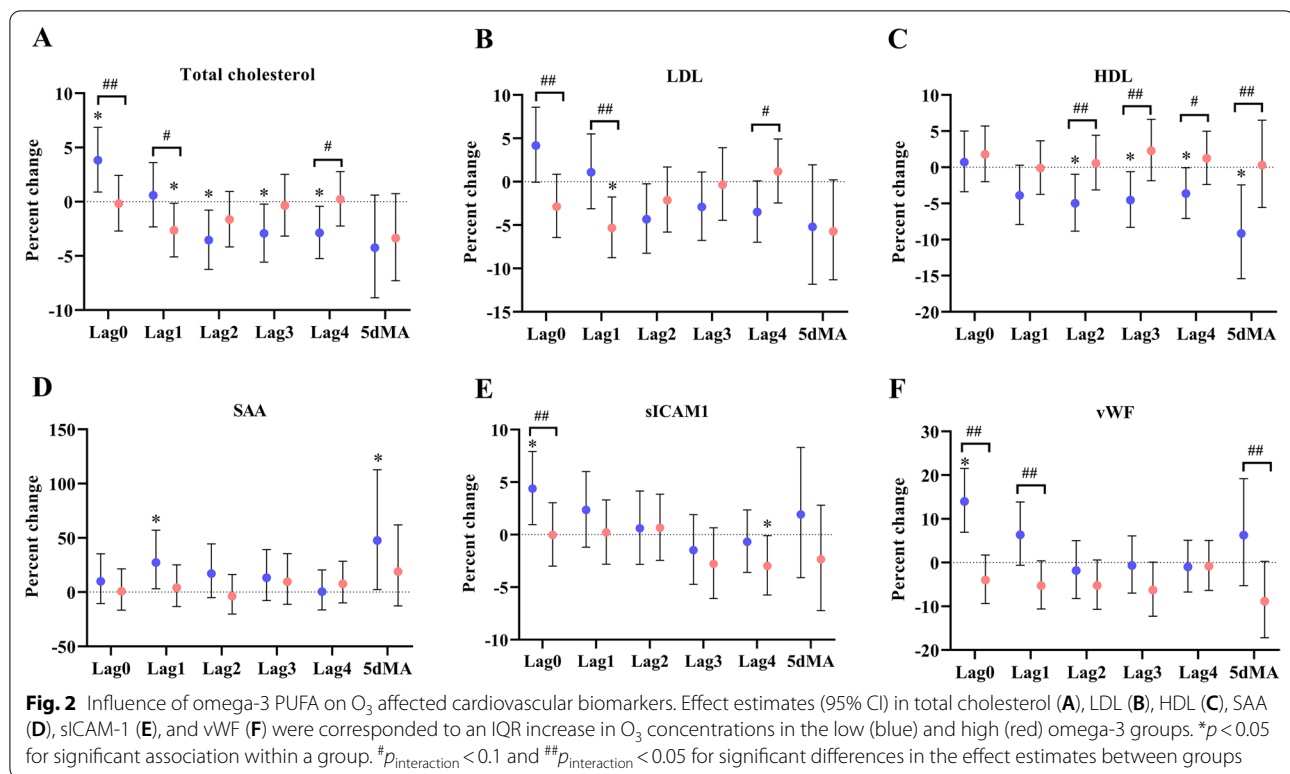 A
B
C
Total cholesterol
LDL
HDL
Percent change
10
5
0
-5
-10
##
*
#
*
*
*
#
*
Lag0 Lag1 Lag2 Lag3 Lag4 5dMA
Percent change
10
5
0
-5
-10
-15
##
##
*
#
Lag0 Lag1 Lag2 Lag3 Lag4 5dMA
Percent change
10
5
0
-5
-10
-15
-20
##
*
##
*
#
*
##
*
Lag0 Lag1 Lag2 Lag3 Lag4 5dMA
D
E
F
SAA
sICAM1
vWF
Percent change
150
100
50
0
-50
*
*
Lag0 Lag1 Lag2 Lag3 Lag4 5dMA
Percent change
10
5
0
-5
-10
##
*
*
Lag0 Lag1 Lag2 Lag3 Lag4 5dMA
Percent change
30
20
10
0
-10
-20
##
*
##
##
Lag0 Lag1 Lag2 Lag3 Lag4 5dMA
Fig. 2 Influence of omega-3 PUFA on O₃ affected cardiovascular biomarkers. Effect estimates (95% CI) in total cholesterol (A), LDL (B), HDL (C), SAA
(D), sICAM-1 (E), and vWF (F) were corresponded to an IQR increase in O₃ concentrations in the low (blue) and high (red) omega-3 groups. *p < 0.05
for significant association within a group. #p interaction < 0.1 and ##p interaction < 0.05 for significant differences in the effect estimates between groups